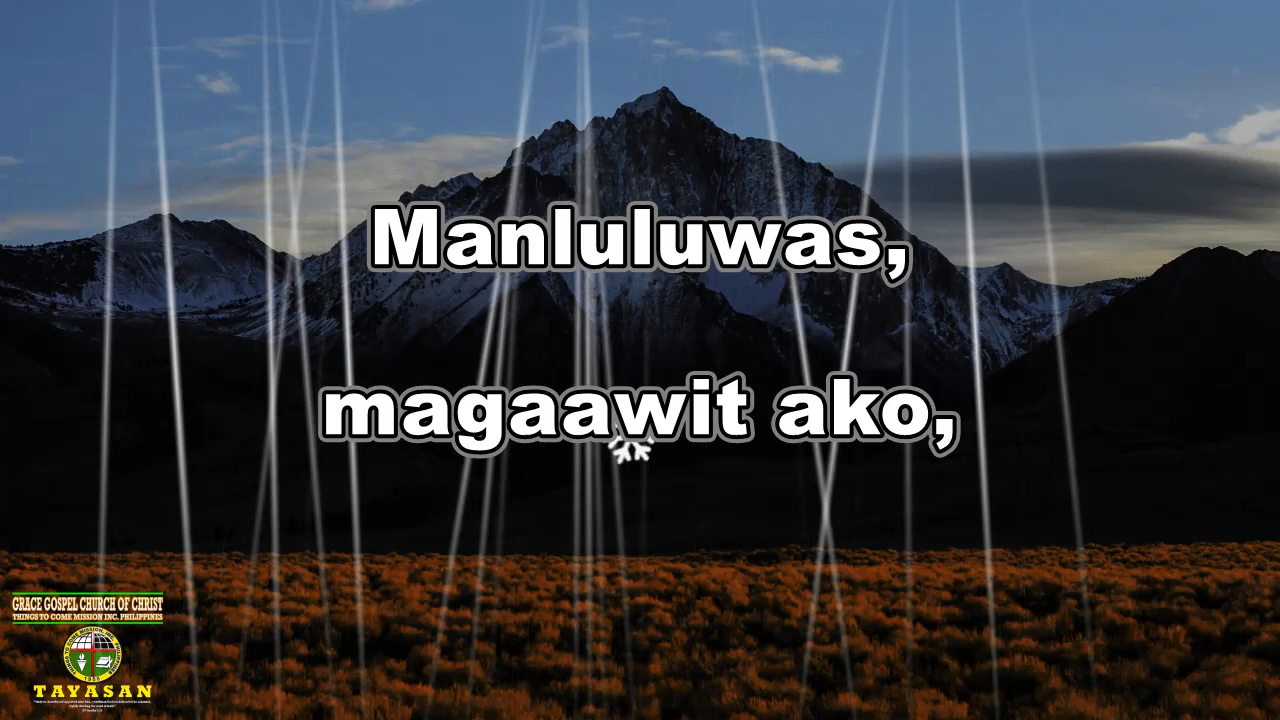 Manluluwas,
magaawit ako,
GRACE GOSPEL CHURCH OF CHRIST
THINGS TO COME MISSION INC. PHILIPPINES
TAYASAN